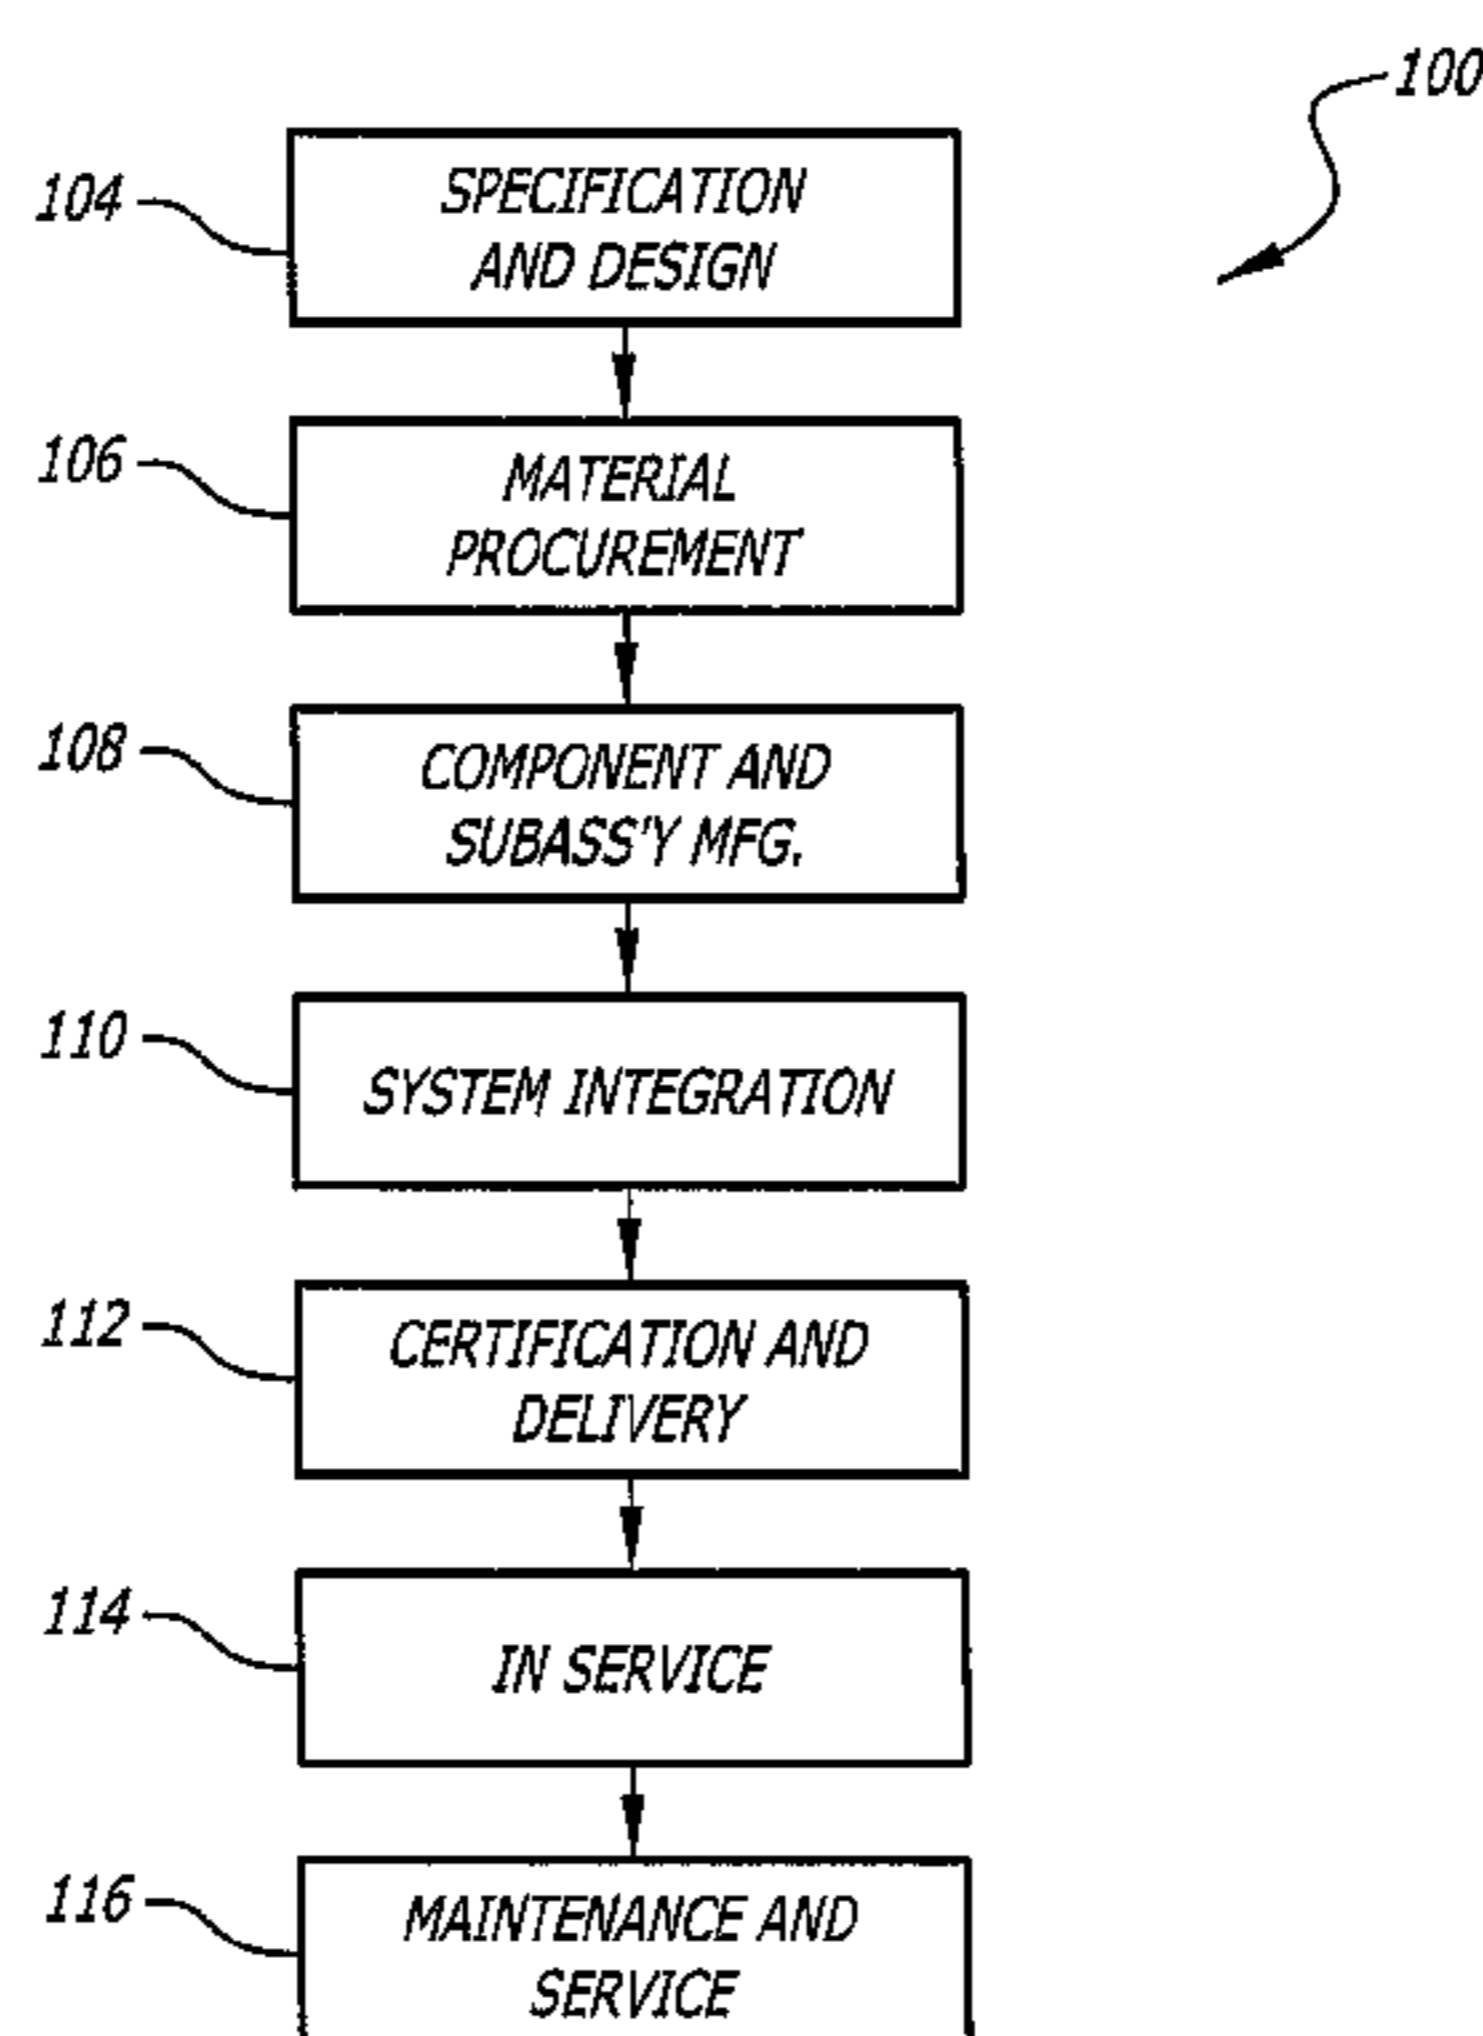 100
104
SPECIFICATION
AND DESIGN
106
MATERIAL
PROCUREMENT
108
COMPONENT AND
SUBASS'Y MFG.
110
SYSTEM INTEGRATION
112
CERTIFICATION AND
DELIVERY
114
IN SERVICE
116
MAINTENANCE AND
SERVICE